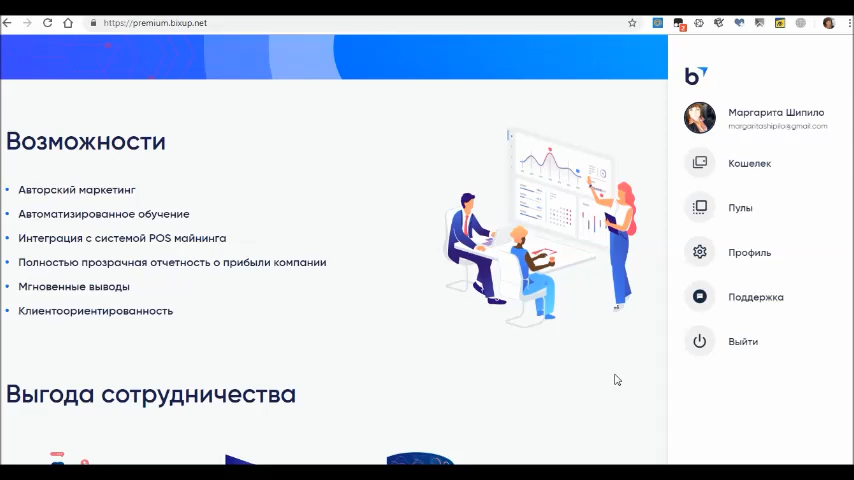 https://premium.bixup.net
Возможности
Авторский маркетинг
Автоматизированное обучение
Интеграция с системой POS майнинга
Полностью прозрачная отчетность о прибыли компании
Мгновенные выводы
Клиентоориентированность
Выгода сотрудничества
b
Маргарита Шипило
margaritashipilo@gmail.com
Кошелек
Пулы
Профиль
Поддержка
Выйти